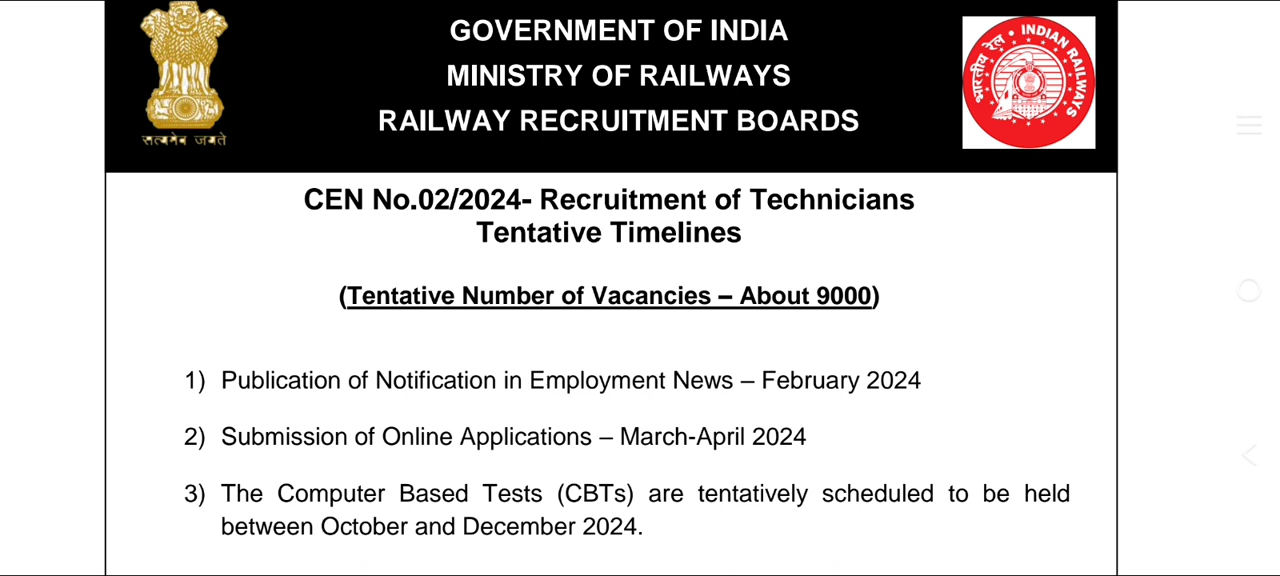 GOVERNMENT OF INDIA
MINISTRY OF RAILWAYS
RAILWAY RECRUITMENT BOARDS
सत्यमेव जयते
भारतीय रेल • INDIAN RAILWAYS
CEN No.02/2024- Recruitment of Technicians
Tentative Timelines
(Tentative Number of Vacancies – About 9000)
1) Publication of Notification in Employment News – February 2024
2) Submission of Online Applications – March-April 2024
3) The Computer Based Tests (CBTs) are tentatively scheduled to be held
between October and December 2024.